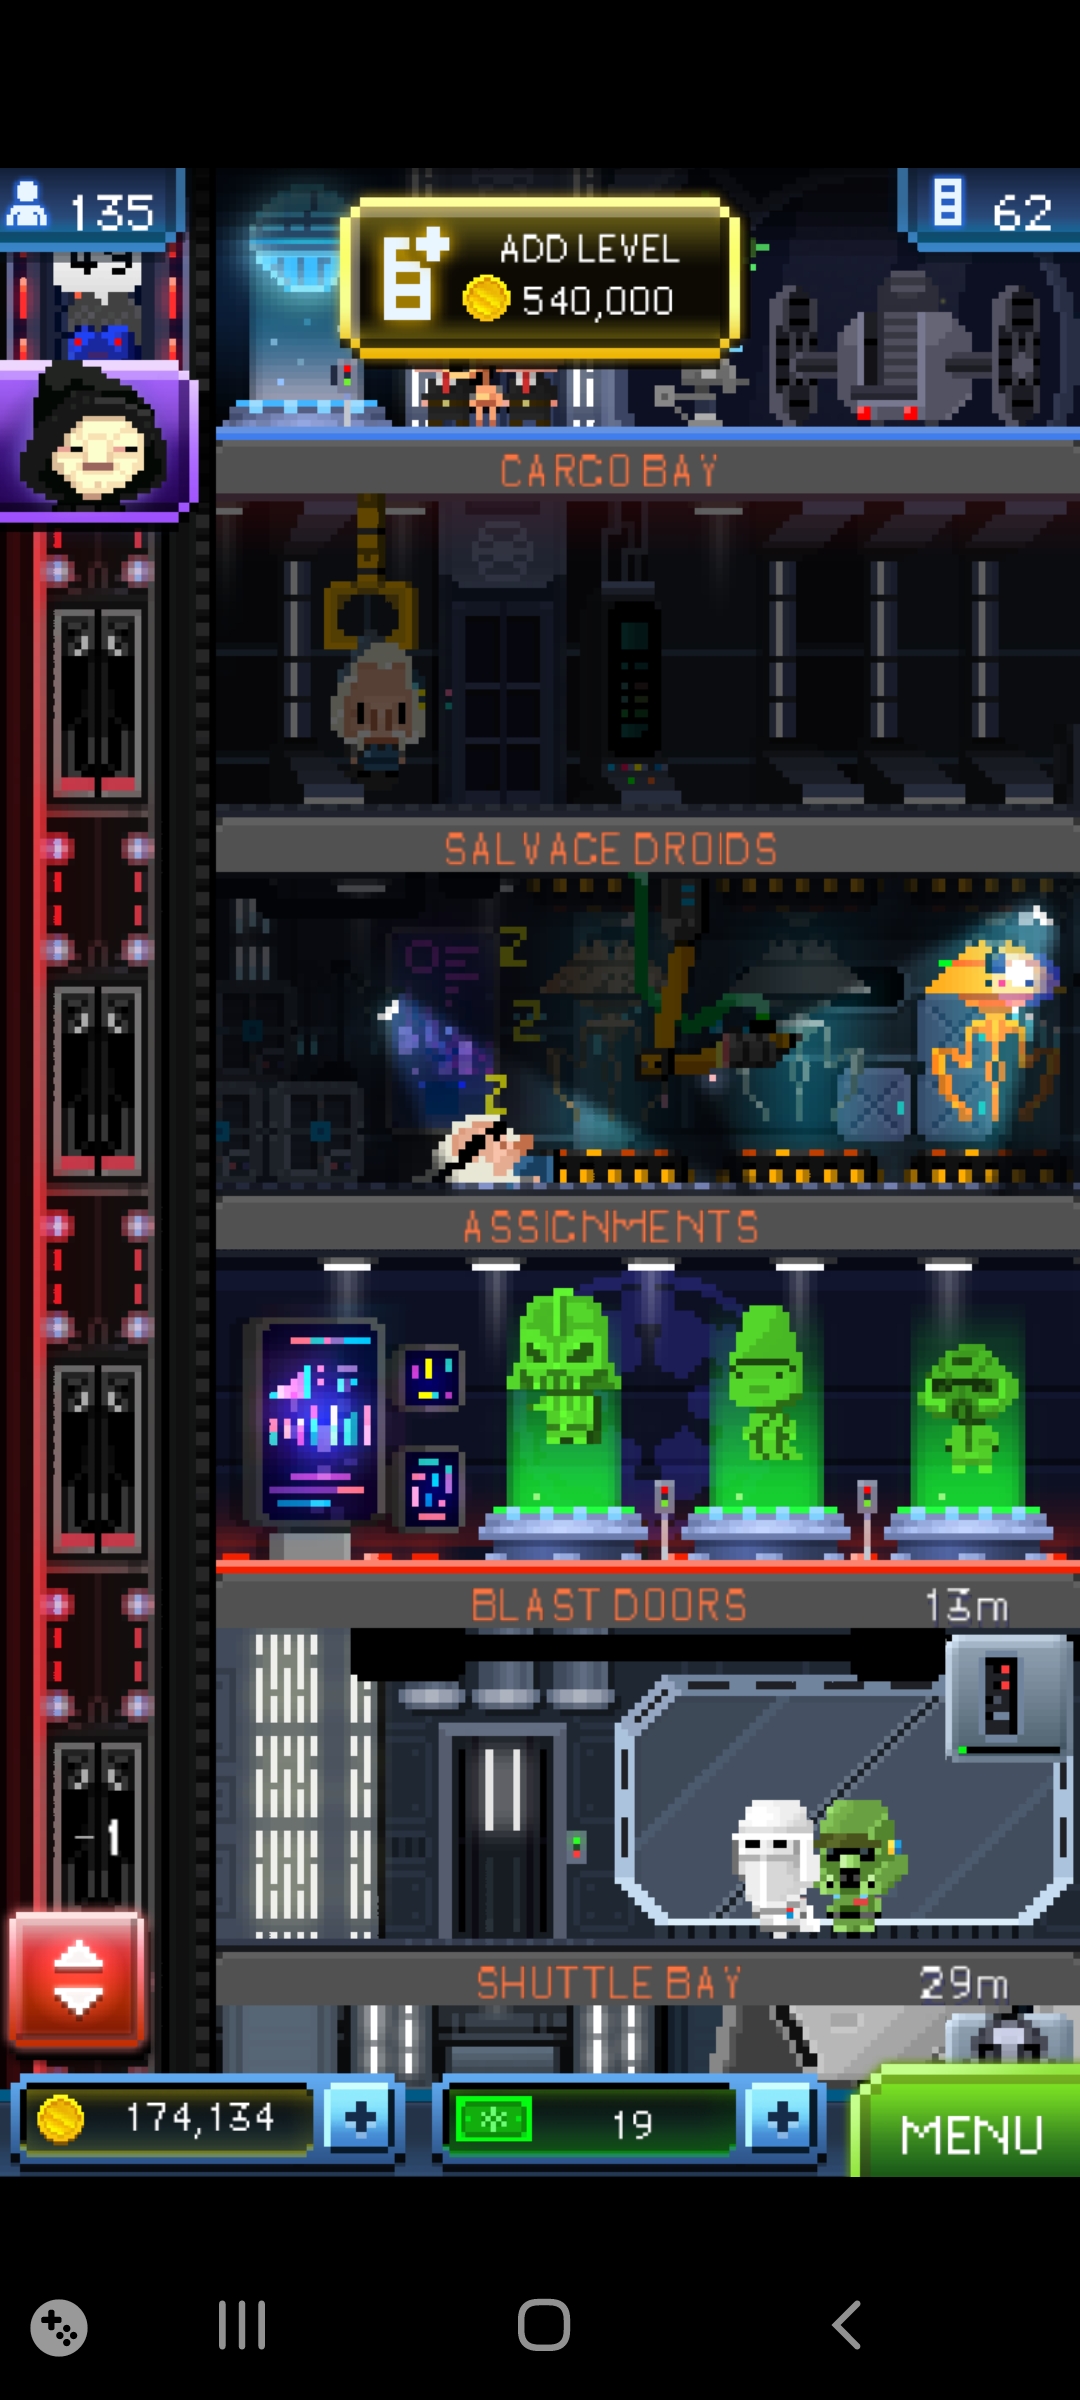 135
ADD LEVEL
540,000
62
CARGO BAY
SALVAGE DROIDS
Z
Z
Z
ASSIGNMENTS
BLAST DOORS 13m
-1
SHUTTLE BAY 29m
174,134
19
MENU